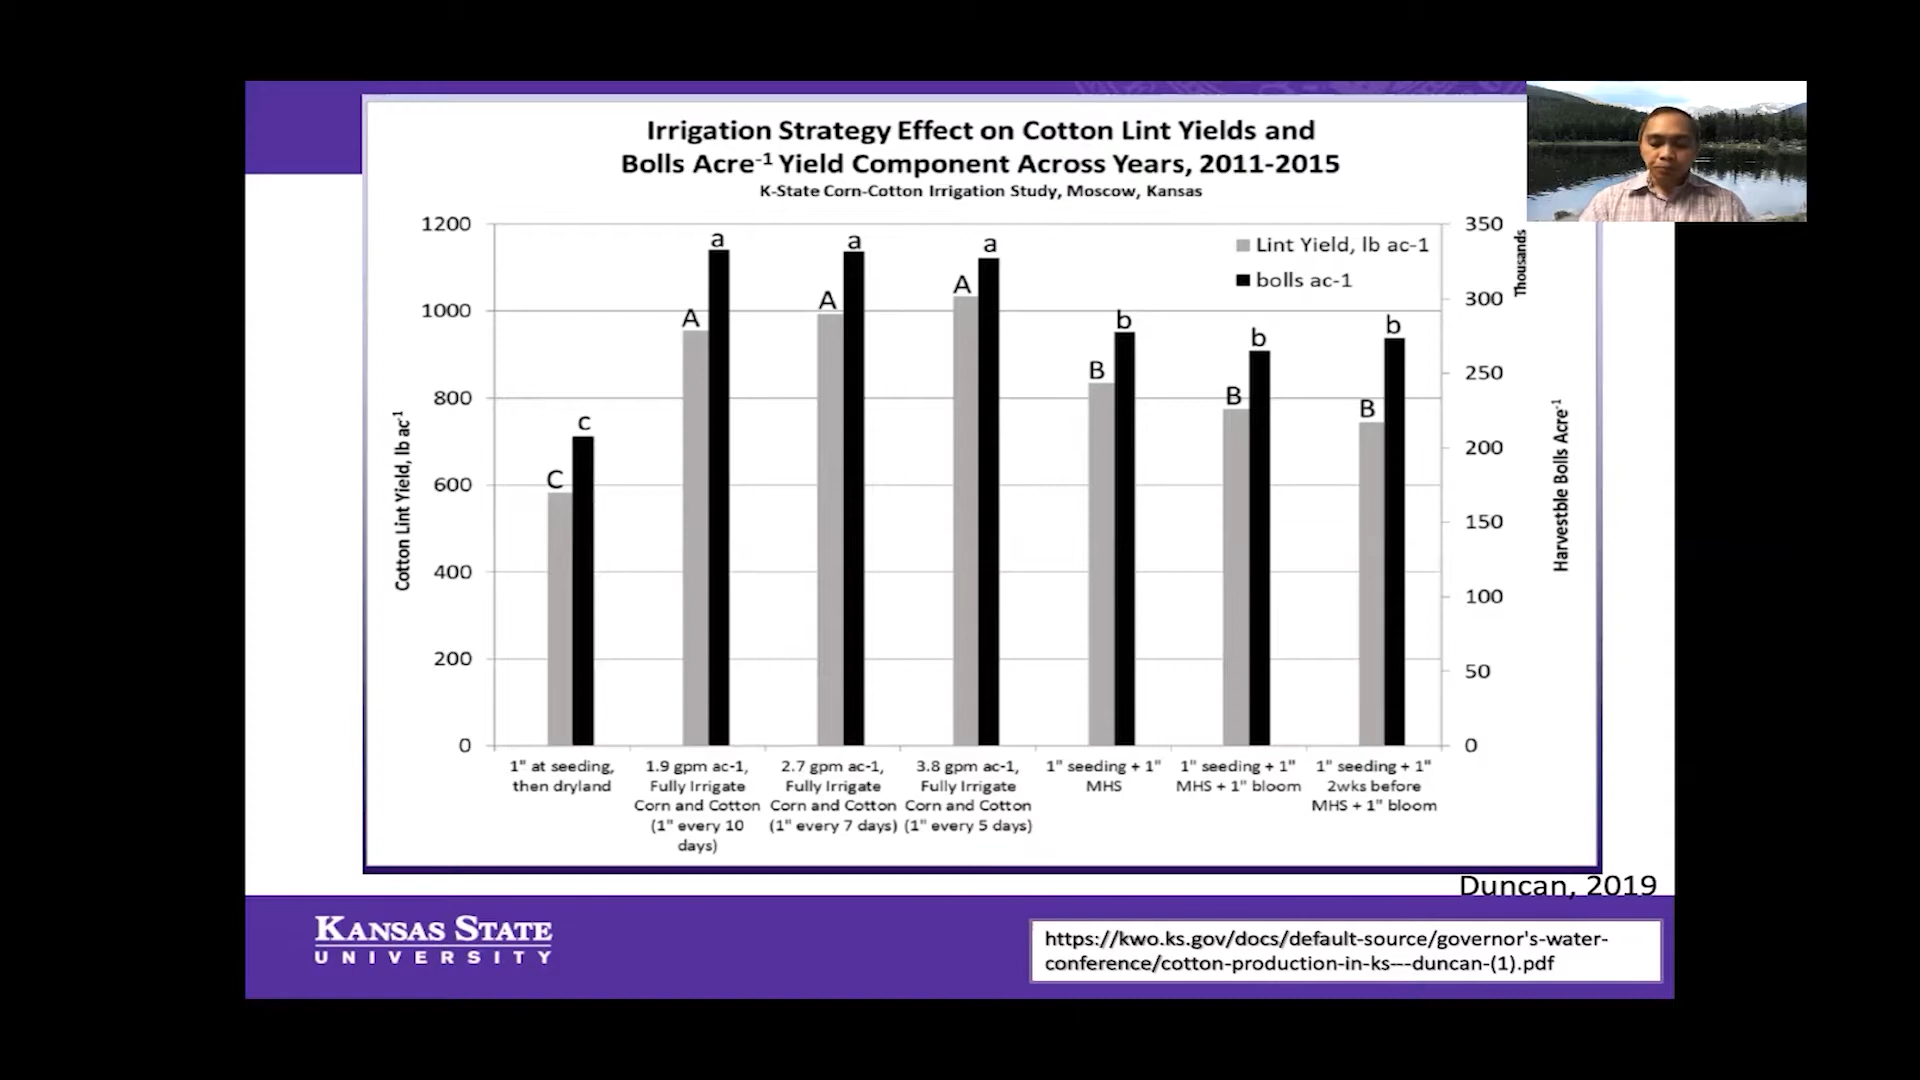 Irrigation Strategy Effect on Cotton Lint Yields and
Bolls Acre-1 Yield Component Across Years, 2011-2015
K-State Corn-Cotton Irrigation Study, Moscow, Kansas
1200
1000
800
600
400
200
0
Cotton Lint Yield, lb ac-1
350
300
250
200
150
100
50
0
Thousands
Harvestble Bolls Acre-1
Lint Yield, lb ac-1
bolls ac-1
C
c
A
a
A
a
A
a
B
b
B
b
B
b
1" at seeding,
then dryland
1.9 gpm ac-1,
Fully Irrigate
Corn and Cotton
(1" every 10
days)
2.7 gpm ac-1,
Fully Irrigate
Corn and Cotton
(1" every 7 days)
3.8 gpm ac-1,
Fully Irrigate
Corn and Cotton
(1" every 5 days)
1" seeding + 1"
MHS
1" seeding + 1"
MHS + 1" bloom
1" seeding + 1"
2wks before
MHS + 1" bloom
Duncan, 2019
KANSAS STATE
UNIVERSITY
https://kwo.ks.gov/docs/default-source/governor's-water-
conference/cotton-production-in-ks---duncan-(1).pdf